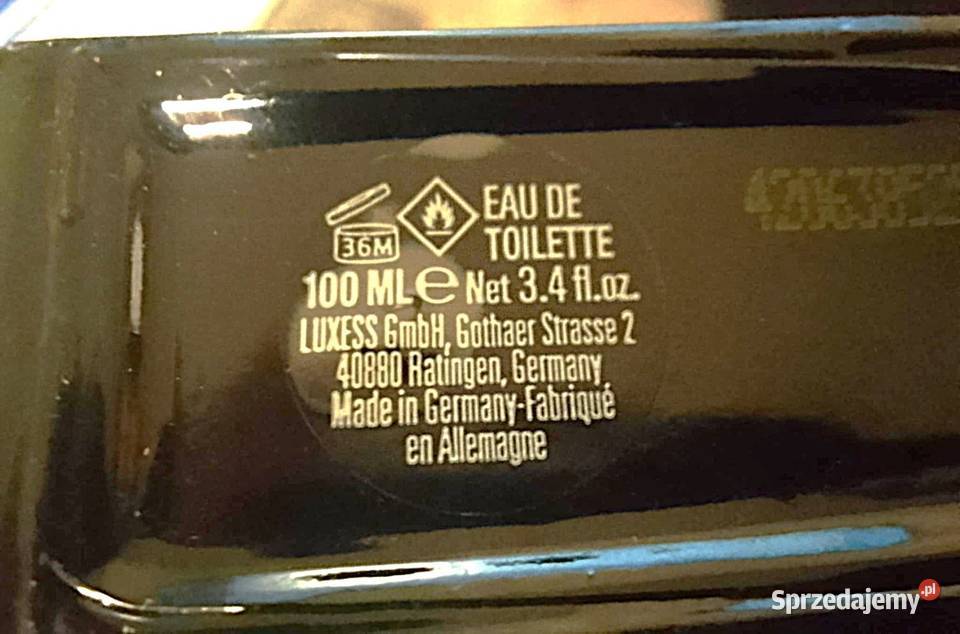 36M
EAU DE
TOILETTE
100 ML e Net 3.4 fl.oz.
LUXESS GmbH, Gothaer Strasse 2
40880 Ratingen, Germany
Made in Germany-Fabriqué
en Allemagne
Sprzedajemy.pl